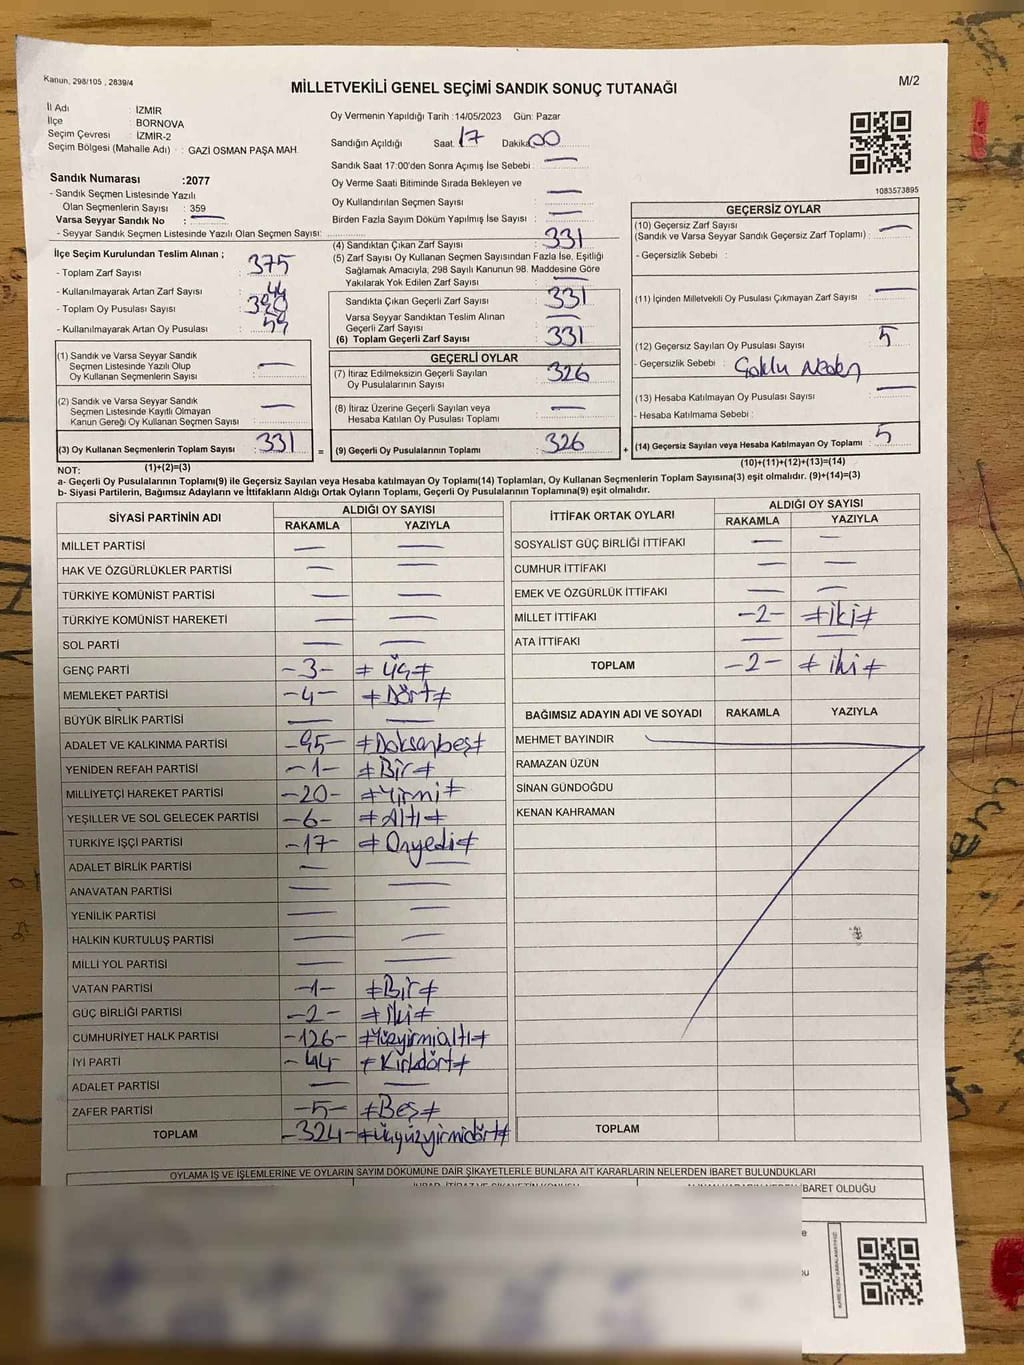 Kanun, 298/105 , 2839/4
MİLLETVEKİLİ GENEL SEÇİMİ SANDIK SONUÇ TUTANAĞI
M/2
İl Adı : İZMİR
İlçe : BORNOVA
Seçim Çevresi : İZMİR-2
Seçim Bölgesi (Mahalle Adı) : GAZİ OSMAN PAŞA MAH.
Oy Vermenin Yapıldığı Tarih :14/05/2023 Gün: Pazar
Sandığın Açıldığı Saat 17 Dakika 00
Sandık Saat 17:00'den Sonra Açılmış İse Sebebi : —
Oy Verme Saati Bitiminde Sırada Bekleyen ve
Oy Kullandırılan Seçmen Sayısı : —
Birden Fazla Sayım Döküm Yapılmış İse Sayısı : —
1083573895
Sandık Numarası :2077
- Sandık Seçmen Listesinde Yazılı
Olan Seçmenlerin Sayısı : 359
Varsa Seyyar Sandık No : —
- Seyyar Sandık Seçmen Listesinde Yazılı Olan Seçmen Sayısı:
İlçe Seçim Kurulundan Teslim Alınan ;
- Toplam Zarf Sayısı : 375
- Kullanılmayarak Artan Zarf Sayısı : 44
- Toplam Oy Pusulası Sayısı :
- Kullanılmayarak Artan Oy Pusulası : 59
(4) Sandıktan Çıkan Zarf Sayısı : 331
(5) Zarf Sayısı Oy Kullanan Seçmen Sayısından Fazla İse, Eşitliği
Sağlamak Amacıyla, 298 Sayılı Kanunun 98. Maddesine Göre
Yakılarak Yok Edilen Zarf Sayısı : —
Sandıkta Çıkan Geçerli Zarf Sayısı : 331
Varsa Seyyar Sandıktan Teslim Alınan
Geçerli Zarf Sayısı : —
(6) Toplam Geçerli Zarf Sayısı : 331
GEÇERLİ OYLAR
(7) İtiraz Edilmeksizin Geçerli Sayılan
Oy Pusulalarının Sayısı : 326
(8) İtiraz Üzerine Geçerli Sayılan veya
Hesaba Katılan Oy Pusulası Toplamı : —
(9) Geçerli Oy Pusulalarının Toplamı : 326
GEÇERSİZ OYLAR
(10) Geçersiz Zarf Sayısı
(Sandık ve Varsa Seyyar Sandık Geçersiz Zarf Toplamı) : —
- Geçersizlik Sebebi :
(11) İçinden Milletvekili Oy Pusulası Çıkmayan Zarf Sayısı : —
(12) Geçersiz Sayılan Oy Pusulası Sayısı : 5
- Geçersizlik Sebebi : Çoklu Neden
(13) Hesaba Katılmayan Oy Pusulası Sayısı : —
- Hesaba Katılmama Sebebi :
(14) Geçersiz Sayılan veya Hesaba Katılmayan Oy Toplamı : 5
(10)+(11)+(12)+(13)=(14)
(1) Sandık ve Varsa Seyyar Sandık
Seçmen Listesinde Yazılı Olup
Oy Kullanan Seçmenlerin Sayısı : —
(2) Sandık ve Varsa Seyyar Sandık
Seçmen Listesinde Kayıtlı Olmayan
Kanun Gereği Oy Kullanan Seçmen Sayısı : —
(3) Oy Kullanan Seçmenlerin Toplam Sayısı : 331
= +
NOT: (1)+(2)=(3)
a- Geçerli Oy Pusulalarının Toplamı(9) ile Geçersiz Sayılan veya Hesaba katılmayan Oy Toplamı(14) Toplamları, Oy Kullanan Seçmenlerin Toplam Sayısına(3) eşit olmalıdır. (9)+(14)=(3)
b- Siyasi Partilerin, Bağımsız Adayların ve İttifakların Aldığı Ortak Oyların Toplamı, Geçerli Oy Pusulalarının Toplamına(9) eşit olmalıdır.
SİYASİ PARTİNİN ADI ALDIĞI OY SAYISI
RAKAMLA YAZIYLA
MİLLET PARTİSİ — —
HAK VE ÖZGÜRLÜKLER PARTİSİ — —
TÜRKİYE KOMÜNİST PARTİSİ — —
TÜRKİYE KOMÜNİST HAREKETİ — —
SOL PARTİ — —
GENÇ PARTİ -3- ≠ Üç ≠
MEMLEKET PARTİSİ -4- ≠ Dört ≠
BÜYÜK BİRLİK PARTİSİ — —
ADALET VE KALKINMA PARTİSİ -95- ≠ Doksanbeş ≠
YENİDEN REFAH PARTİSİ -1- ≠ Bir ≠
MİLLİYETÇİ HAREKET PARTİSİ -20- ≠ Yirmi ≠
YEŞİLLER VE SOL GELECEK PARTİSİ -6- ≠ Altı ≠
TÜRKİYE İŞÇİ PARTİSİ -17- ≠ Onyedi ≠
ADALET BİRLİK PARTİSİ — —
ANAVATAN PARTİSİ — —
YENİLİK PARTİSİ — —
HALKIN KURTULUŞ PARTİSİ — —
MİLLİ YOL PARTİSİ — —
VATAN PARTİSİ -1- ≠ Bir ≠
GÜÇ BİRLİĞİ PARTİSİ -2- ≠ İki ≠
CUMHURİYET HALK PARTİSİ -126- ≠ Yüzyirmialtı ≠
İYİ PARTİ -44- ≠ Kırkdört ≠
ADALET PARTİSİ — —
ZAFER PARTİSİ -5- ≠ Beş ≠
TOPLAM -324- ≠ Üçyüzyirmidört ≠
İTTİFAK ORTAK OYLARI ALDIĞI OY SAYISI
RAKAMLA YAZIYLA
SOSYALİST GÜÇ BİRLİĞİ İTTİFAKI — —
CUMHUR İTTİFAKI — —
EMEK VE ÖZGÜRLÜK İTTİFAKI — —
MİLLET İTTİFAKI -2- ≠ İki ≠
ATA İTTİFAKI — —
TOPLAM -2- ≠ iki ≠
BAĞIMSIZ ADAYIN ADI VE SOYADI RAKAMLA YAZIYLA
MEHMET BAYINDIR
RAMAZAN ÜZÜN
SİNAN GÜNDOĞDU
KENAN KAHRAMAN
TOPLAM
OYLAMA İŞ VE İŞLEMLERİNE VE OYLARIN SAYIM DÖKÜMÜNE DAİR ŞİKAYETLERLE BUNLARA AİT KARARLARIN NELERDEN İBARET BULUNDUKLARI
İBARET OLDUĞU